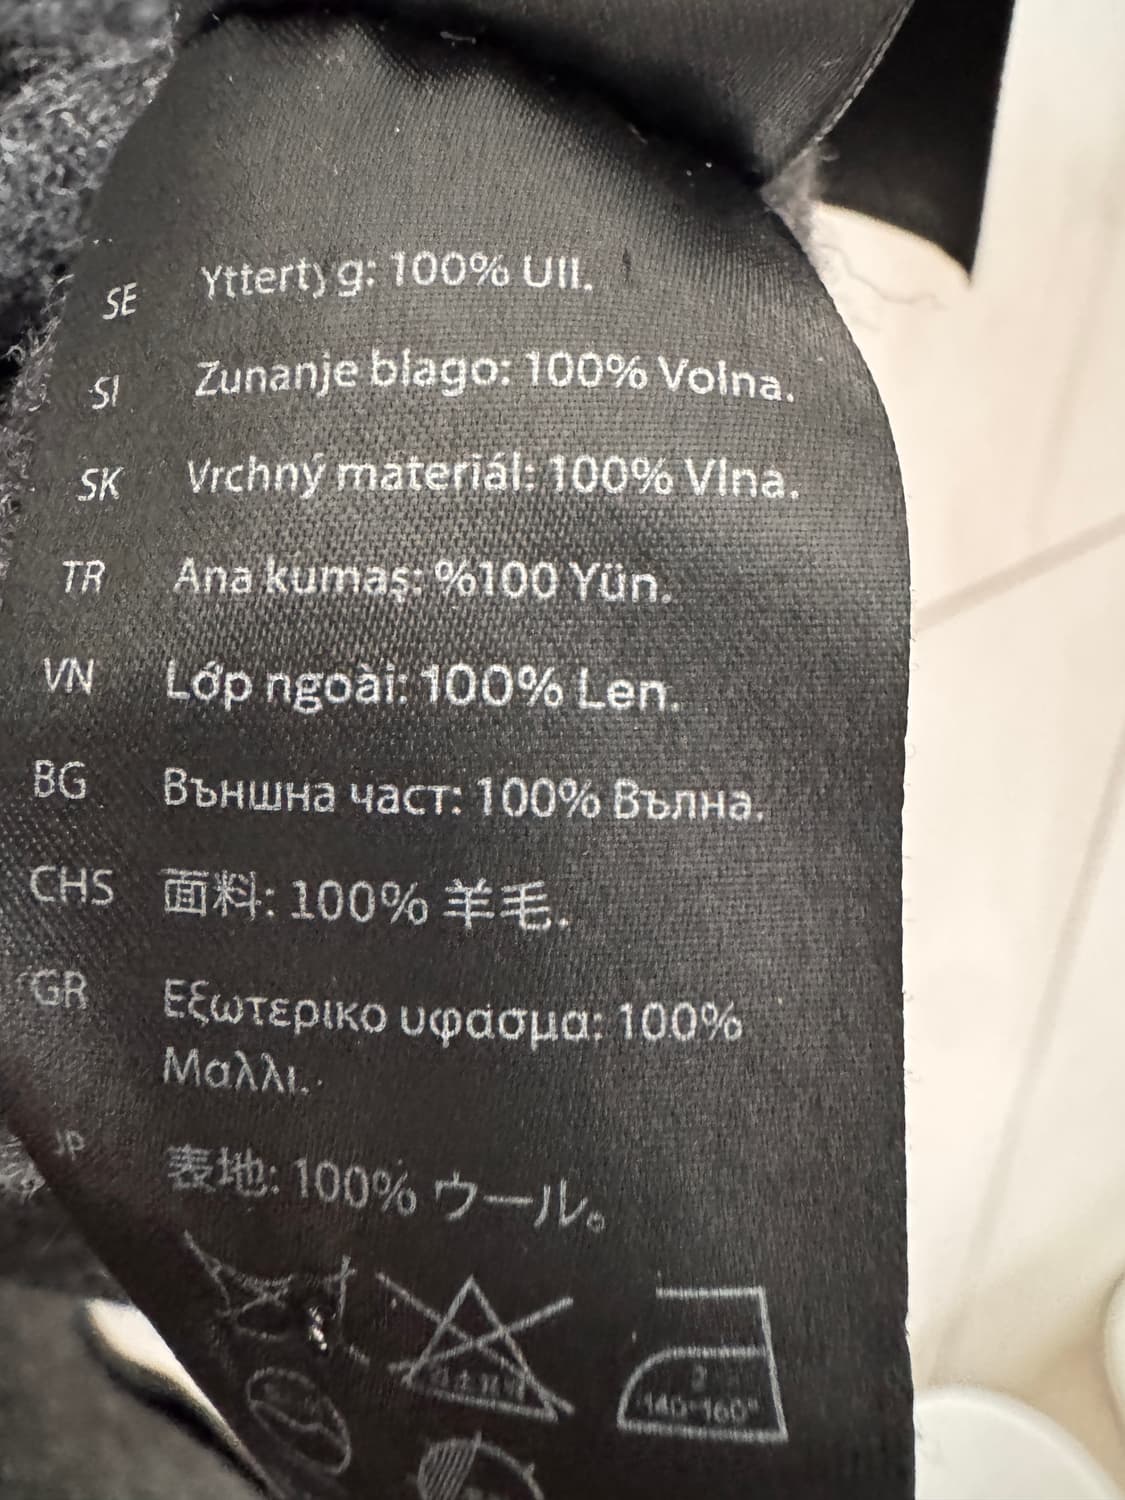 SE Yttertyg: 100% Ull.
SI Zunanje blago: 100% Volna.
SK Vrchný materiál: 100% Vlna.
TR Ana kumaş: %100 Yün.
VN Lớp ngoài: 100% Len.
BG Външна част: 100% Вълна.
CHS 面料: 100% 羊毛.
GR Εξωτερικο υφάσμα: 100%
Μαλλι.
JP 表地: 100% ウール。
140-160°